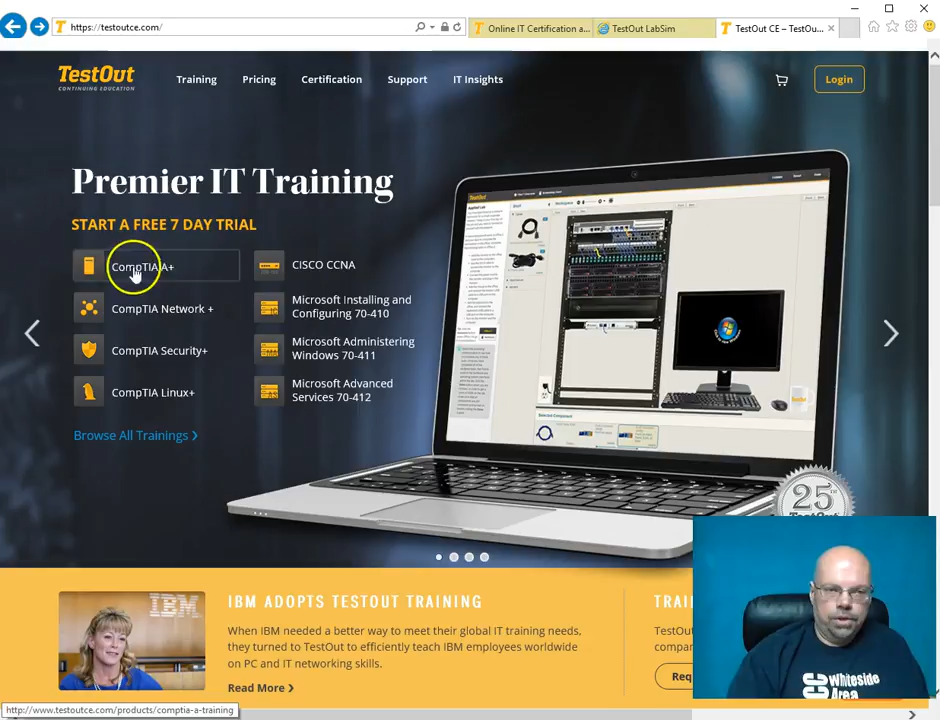 https://testoutce.com/
Online IT Certification a...
TestOut LabSim
TestOut CE – TestOu...
TestOut
CONTINUING EDUCATION
Training
Pricing
Certification
Support
IT Insights
Login
Premier IT Training
START A FREE 7 DAY TRIAL
CompTIA A+
CISCO CCNA
CompTIA Network +
Microsoft Installing and
Configuring 70-410
CompTIA Security+
Microsoft Administering
Windows 70-411
CompTIA Linux+
Microsoft Advanced
Services 70-412
Browse All Trainings
25
IBM
IBM ADOPTS TESTOUT TRAINING
When IBM needed a better way to meet their global IT training needs,
they turned to TestOut to efficiently teach IBM employees worldwide
on PC and IT networking skills.
Read More
TRAI
TestOu
compa
Req
Whiteside
Area
http://www.testoutce.com/products/comptia-a-training